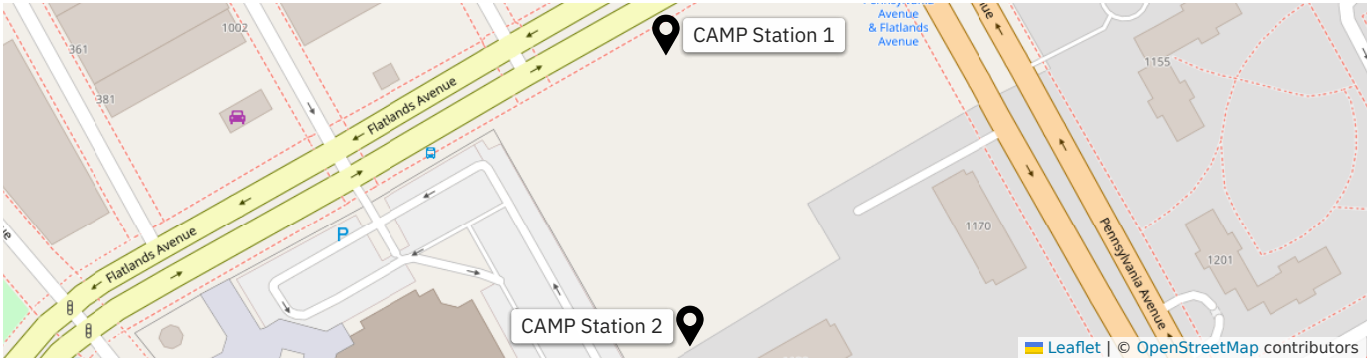 1002
361
381
Flatlands Avenue
CAMP Station 1
Avenue
& Flatlands
Avenue
1155
P
1170
Pennsylvania Avenue
1201
Flatlands Avenue
CAMP Station 2
Leaflet | © OpenStreetMap contributors